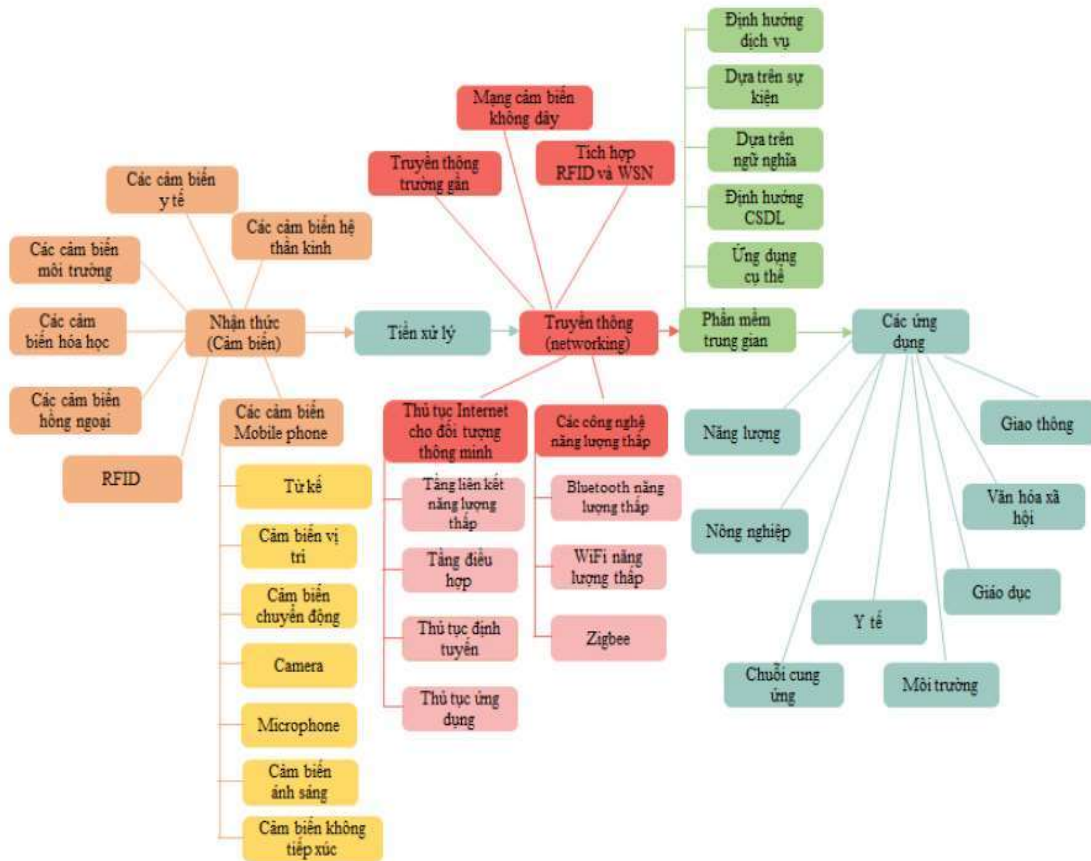 Định hướng
dịch vụ
Dựa trên sự
kiện
Dựa trên
ngữ nghĩa
Định hướng
CSDL
Ứng dụng
cụ thể
Mạng cảm biến
không dây
Truyền thông
trường gần
Tích hợp
RFID và WSN
Các cảm biến
y tế
Các cảm biến hệ
thần kinh
Các cảm biến
môi trường
Các cảm
biến hóa học
Các cảm biến
hồng ngoại
RFID
Nhận thức
(Cảm biến)
Tiền xử lý
Truyền thông
(networking)
Phần mềm
trung gian
Các ứng
dụng
Các cảm biến
Mobile phone
Từ kế
Cảm biến vị
trí
Cảm biến
chuyển động
Camera
Microphone
Cảm biến
ánh sáng
Cảm biến không
tiếp xúc
Thủ tục Internet
cho đối tượng
thông minh
Tầng liên kết
năng lượng
thấp
Tầng điều
hợp
Thủ tục định
tuyến
Thủ tục ứng
dụng
Các công nghệ
năng lượng thấp
Bluetooth năng
lượng thấp
WiFi năng
lượng thấp
Zigbee
Năng lượng
Nông nghiệp
Chuỗi cung
ứng
Y tế
Môi trường
Giáo dục
Văn hóa xã
hội
Giao thông